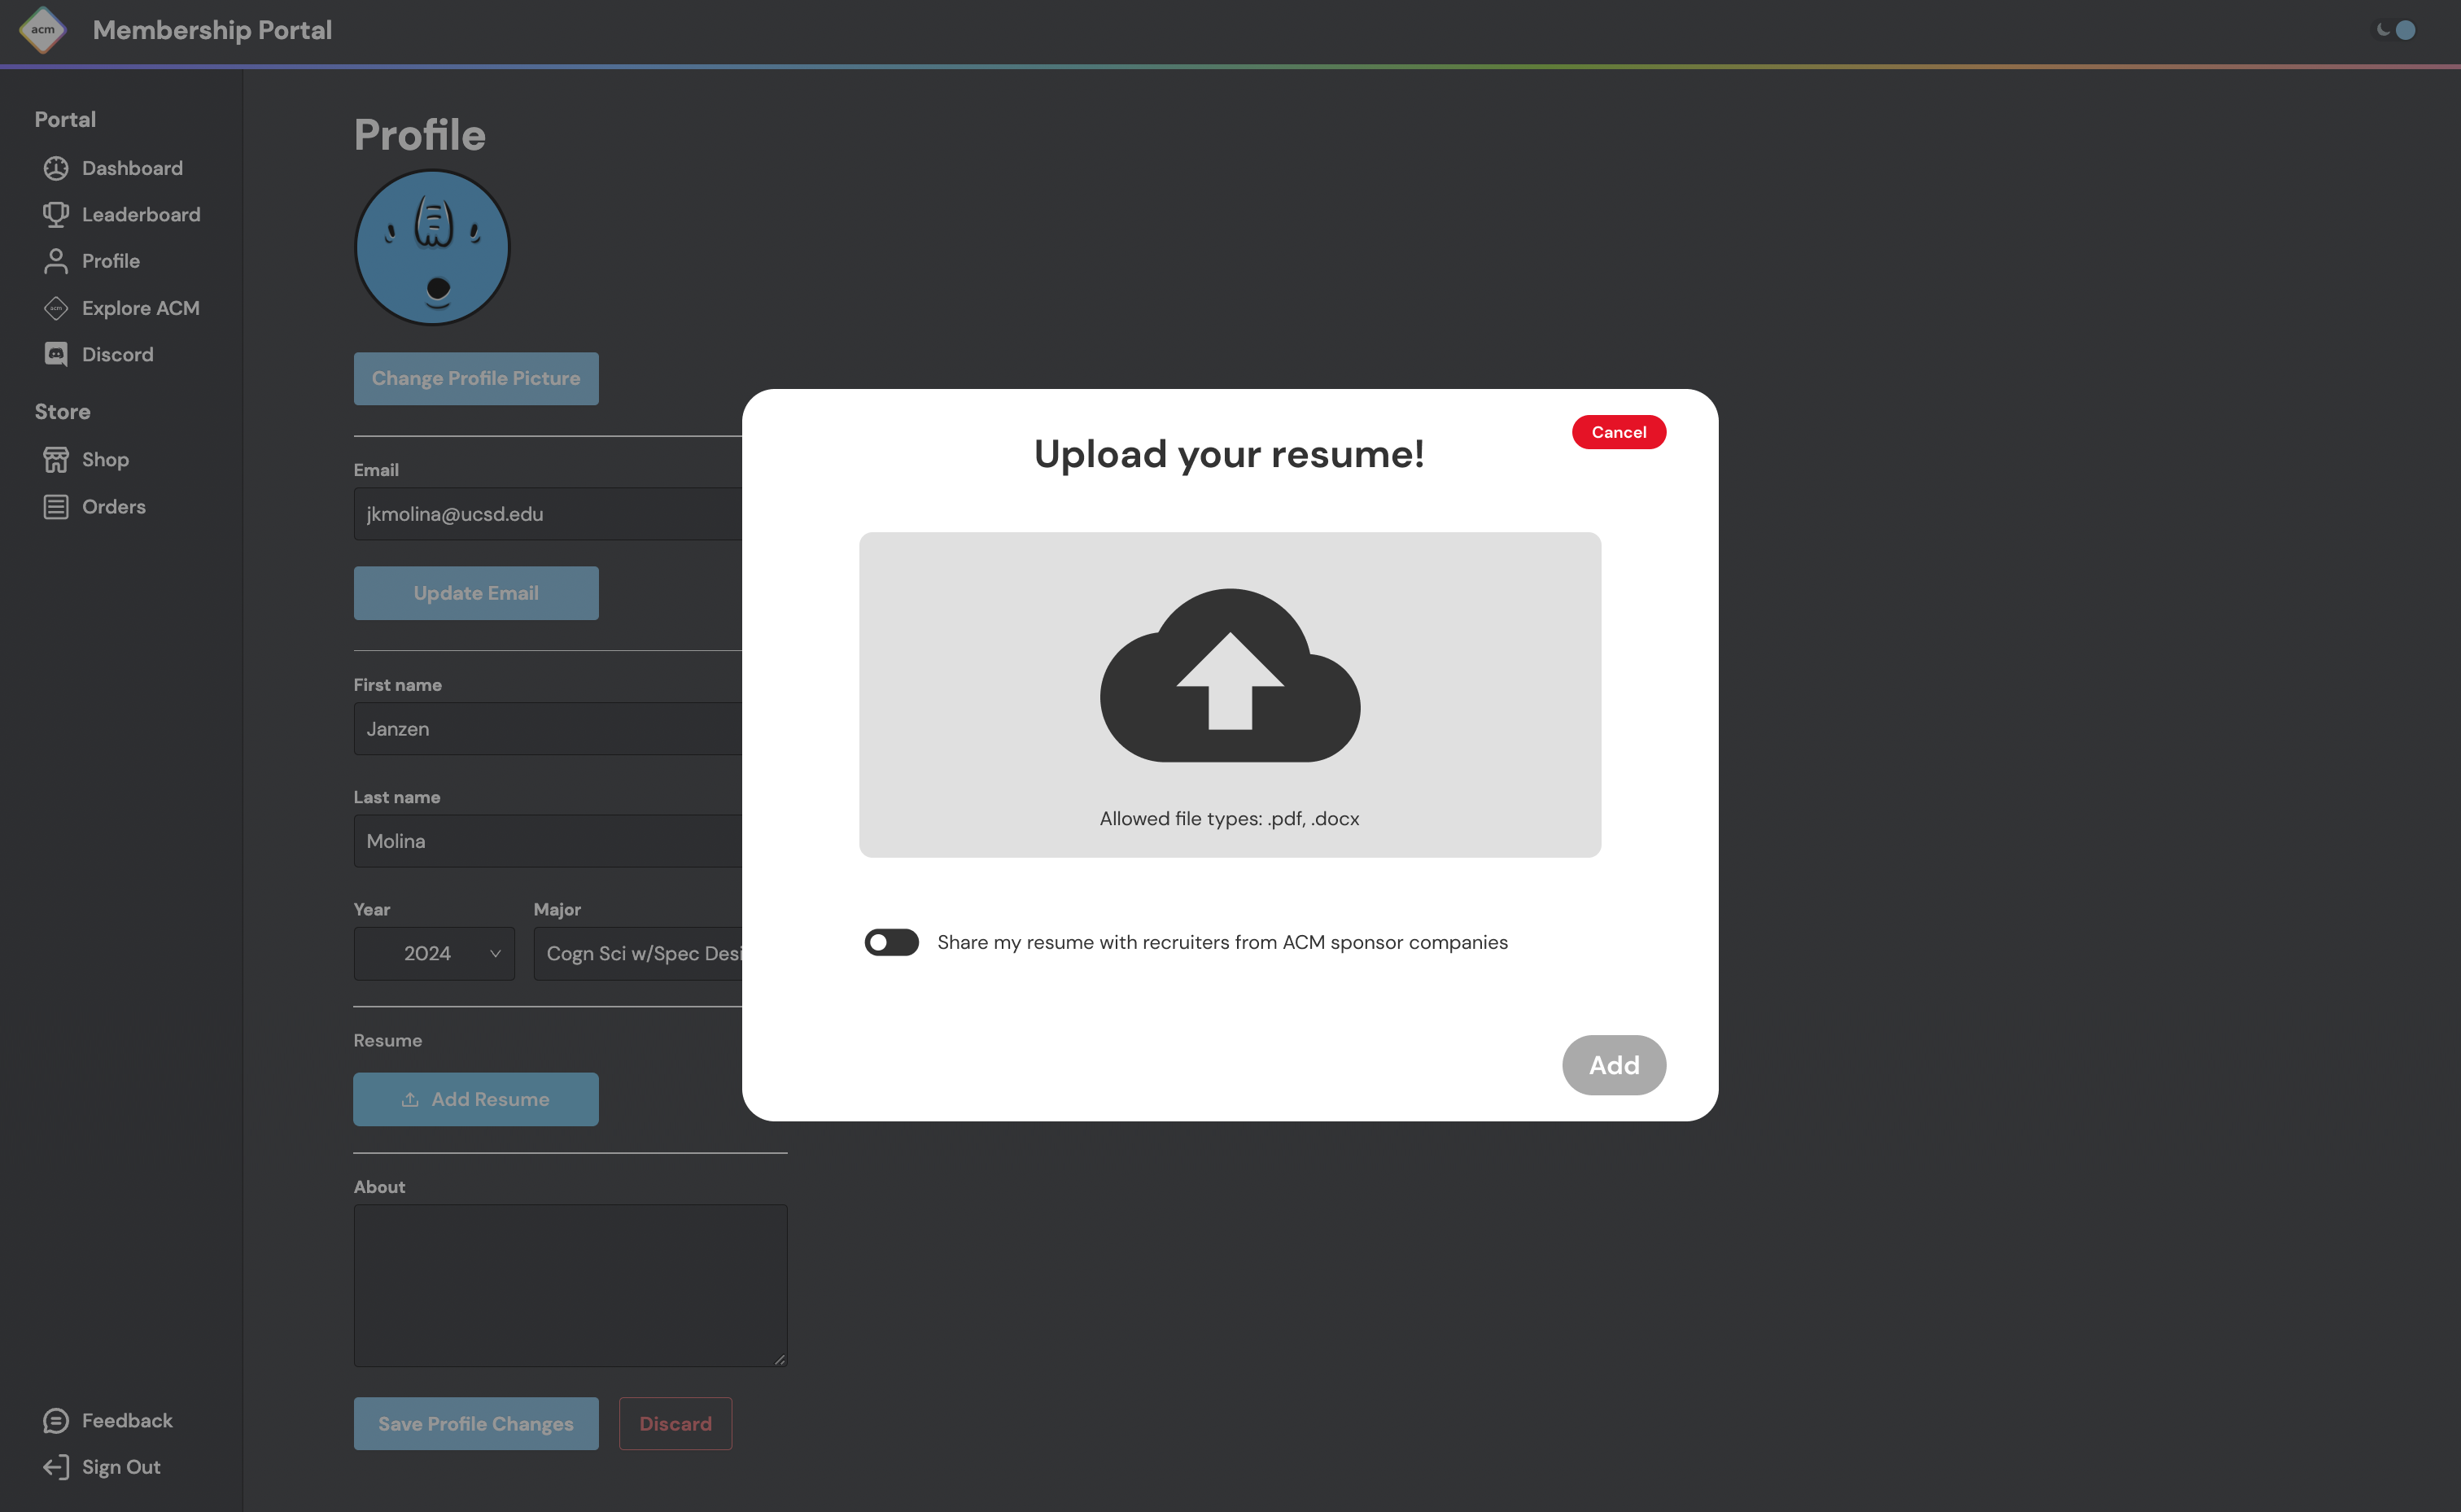 acm
Membership Portal
Portal
Dashboard
Leaderboard
Profile
acm
Explore ACM
Discord
Store
Shop
Orders
Feedback
Sign Out
Profile
Change Profile Picture
Email
jkmolina@ucsd.edu
Update Email
First name
Janzen
Last name
Molina
Year
Major
2024
Cogn Sci w/Spec Desi
Resume
Add Resume
About
Save Profile Changes
Discard
Cancel
Upload your resume!
Allowed file types: .pdf, .docx
Share my resume with recruiters from ACM sponsor companies
Add